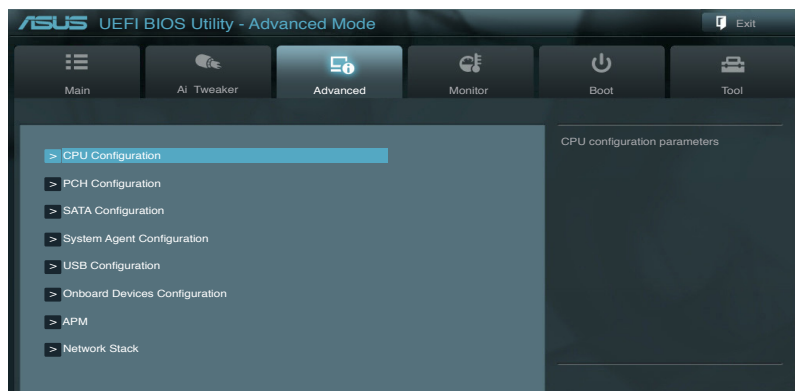 ASUS UEFI BIOS Utility - Advanced Mode
Exit
Main
Ai Tweaker
Advanced
Monitor
Boot
Tool
> CPU Configuration
> PCH Configuration
> SATA Configuration
> System Agent Configuration
> USB Configuration
> Onboard Devices Configuration
> APM
> Network Stack
CPU configuration parameters